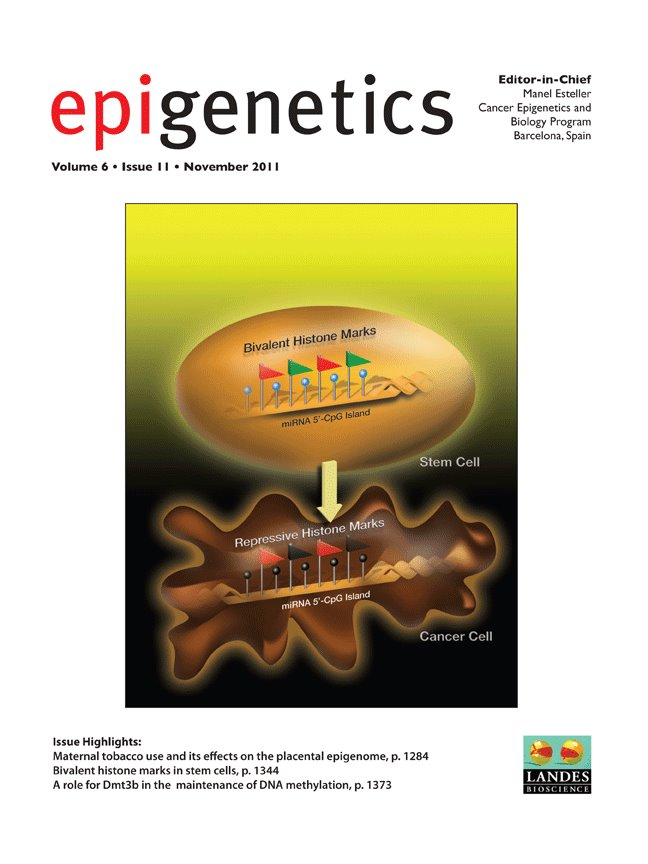 epigenetics
Editor-in-Chief
Manel Esteller
Cancer Epigenetics and
Biology Program
Barcelona, Spain
Volume 6 • Issue 11 • November 2011
Bivalent Histone Marks
miRNA 5'-CpG Island
Stem Cell
Repressive Histone Marks
miRNA 5'-CpG Island
Cancer Cell
Issue Highlights:
Maternal tobacco use and its effects on the placental epigenome, p. 1284
Bivalent histone marks in stem cells, p. 1344
A role for Dmt3b in the maintenance of DNA methylation, p. 1373
LANDES
BIOSCIENCE